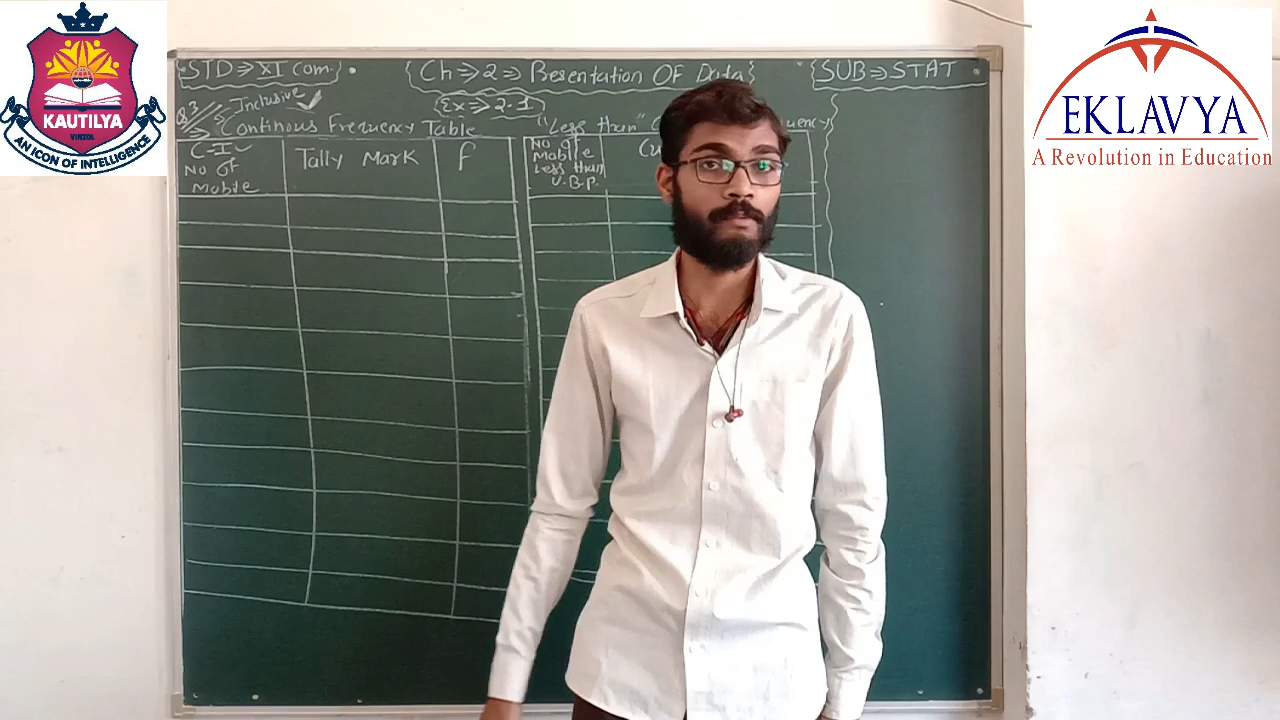 KAUTILYA
VINZOL
AN ICON OF INTELLIGENCE
EKLAVYA
A Revolution in Education
STD ⇒ XI Com.
Ch ⇒ 2 ⇒ Presentation OF Data
SUB ⇒ STAT
Inclusive ✓
Ex ⇒ 2.1
→ Continous Frequency Table
"Less than"
C-I
No of
Mobile
Tally Mark
f
No of
Mobile
Less than
U.B.P.